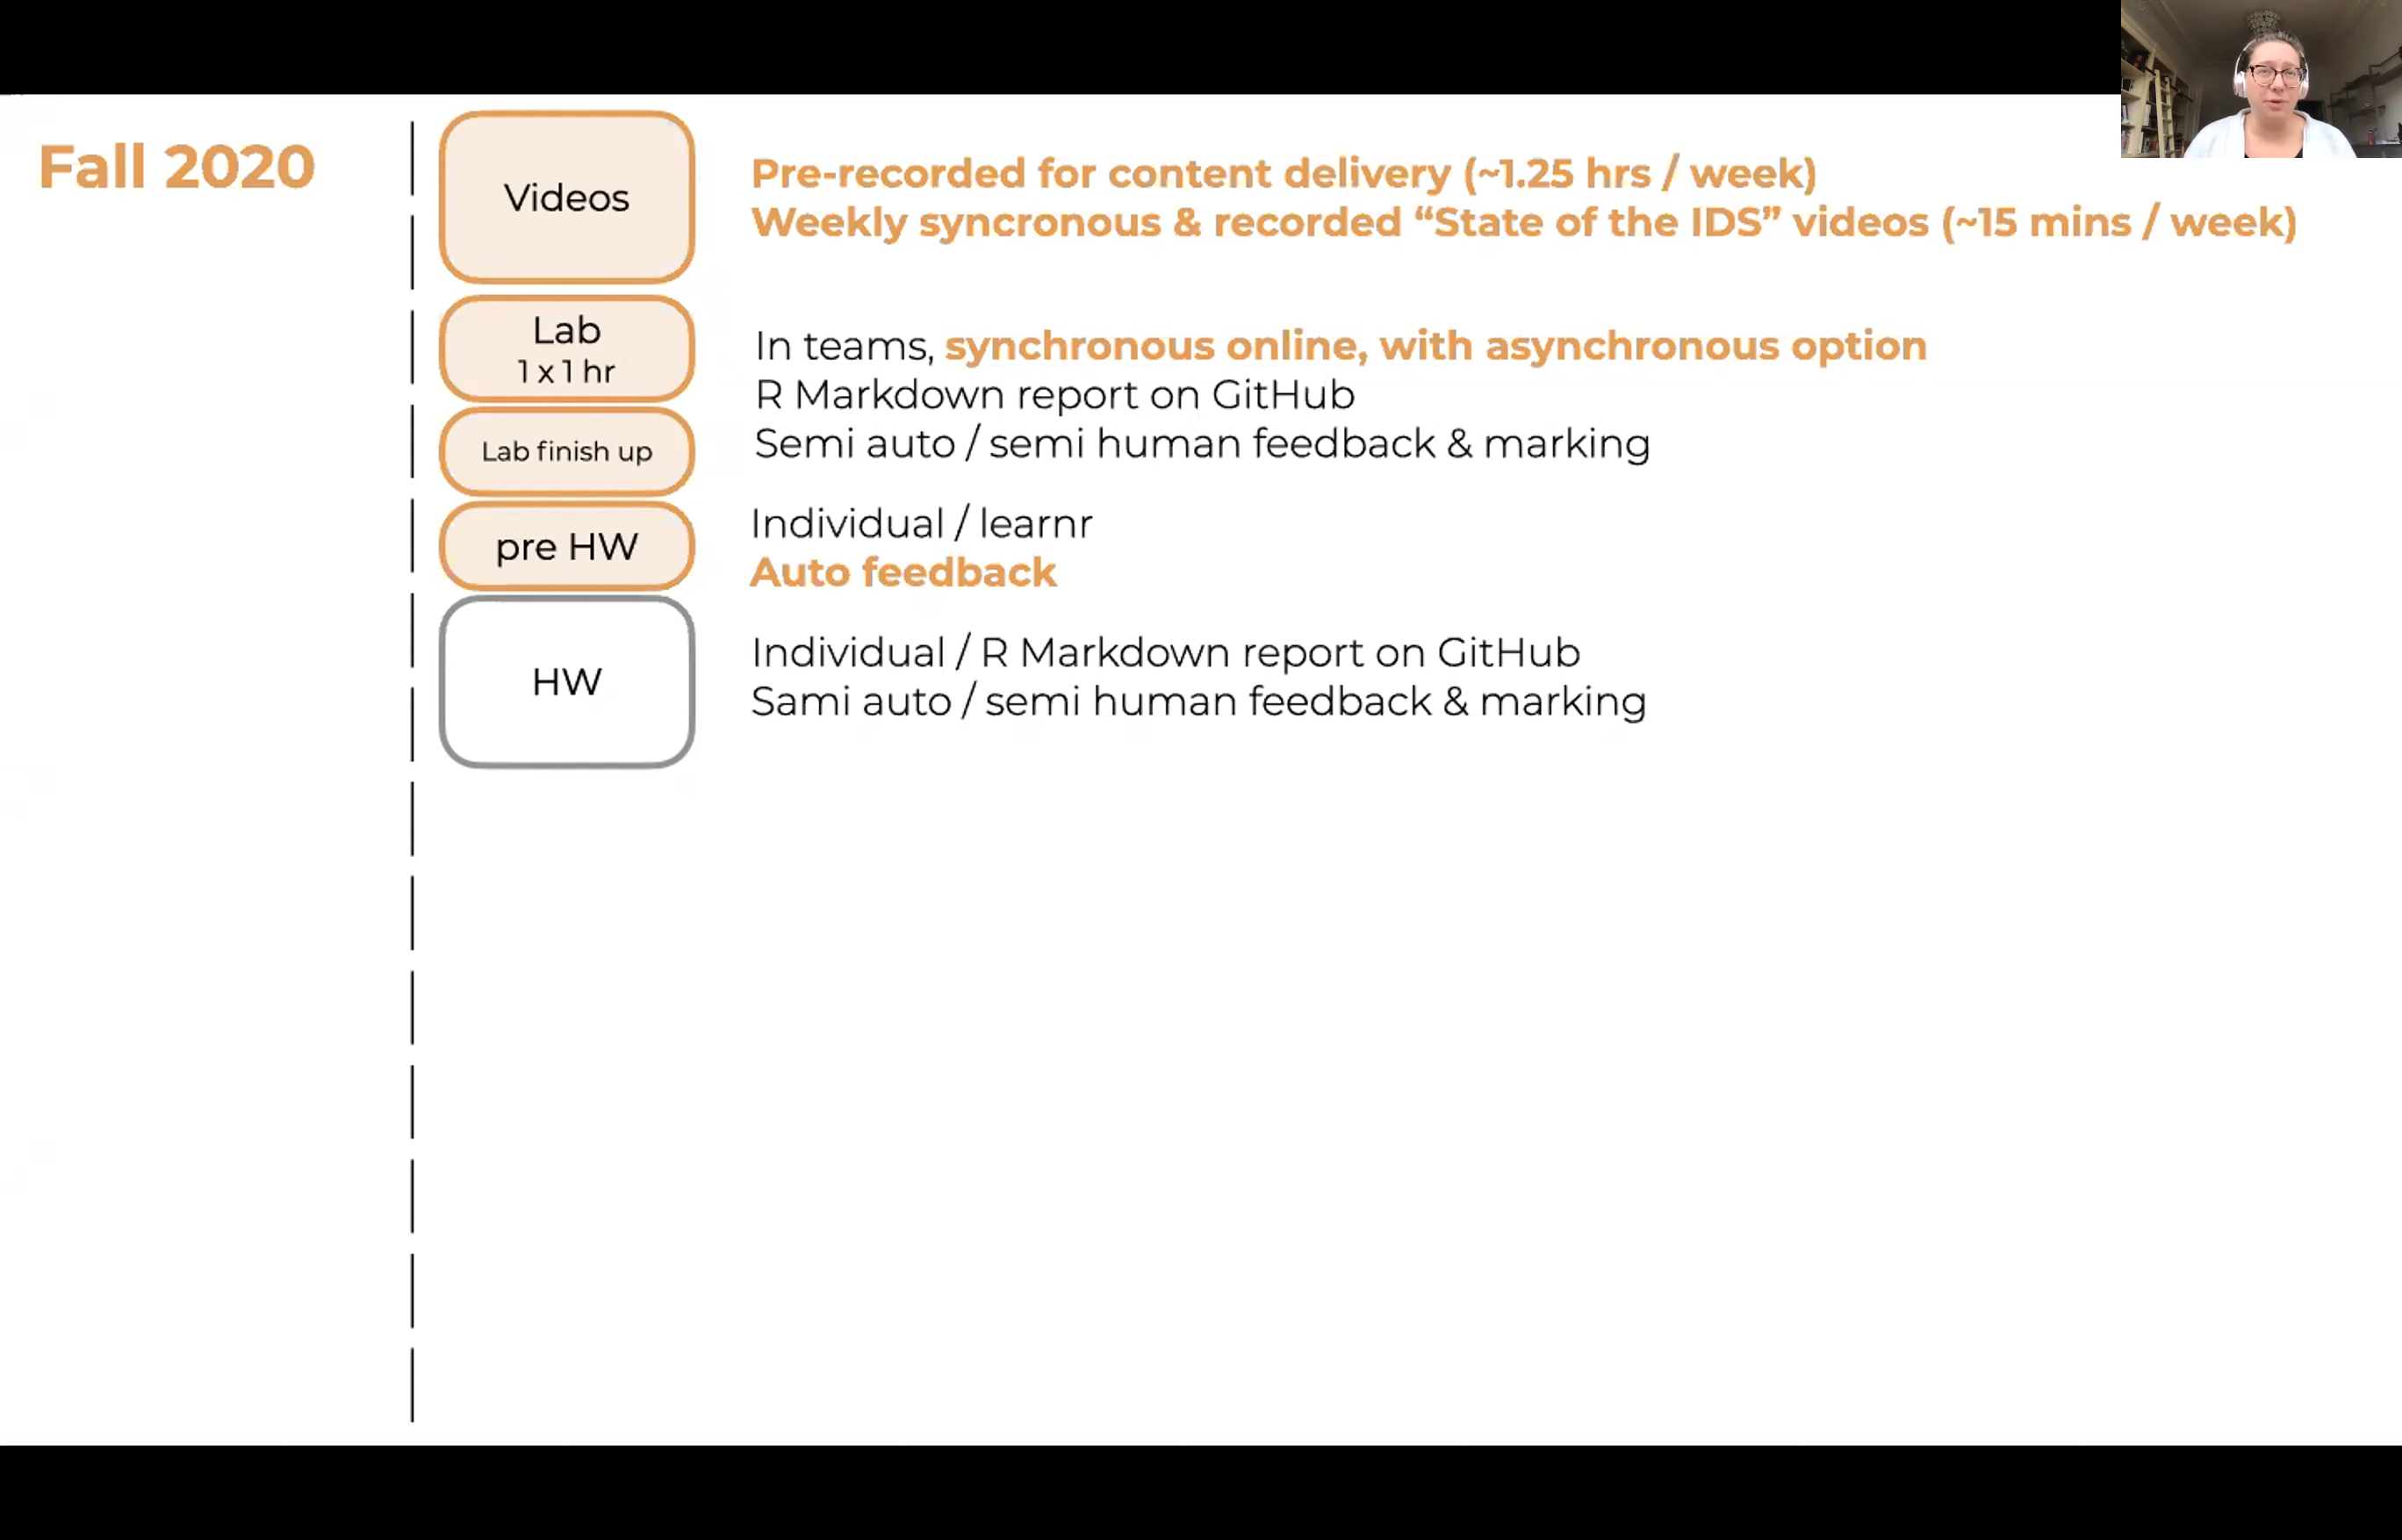 Fall 2020
Videos
Pre-recorded for content delivery (~1.25 hrs / week)
Weekly syncronous & recorded “State of the IDS” videos (~15 mins / week)
Lab
1 x 1 hr
In teams, synchronous online, with asynchronous option
R Markdown report on GitHub
Semi auto / semi human feedback & marking
Lab finish up
pre HW
Individual / learnr
Auto feedback
HW
Individual / R Markdown report on GitHub
Sami auto / semi human feedback & marking